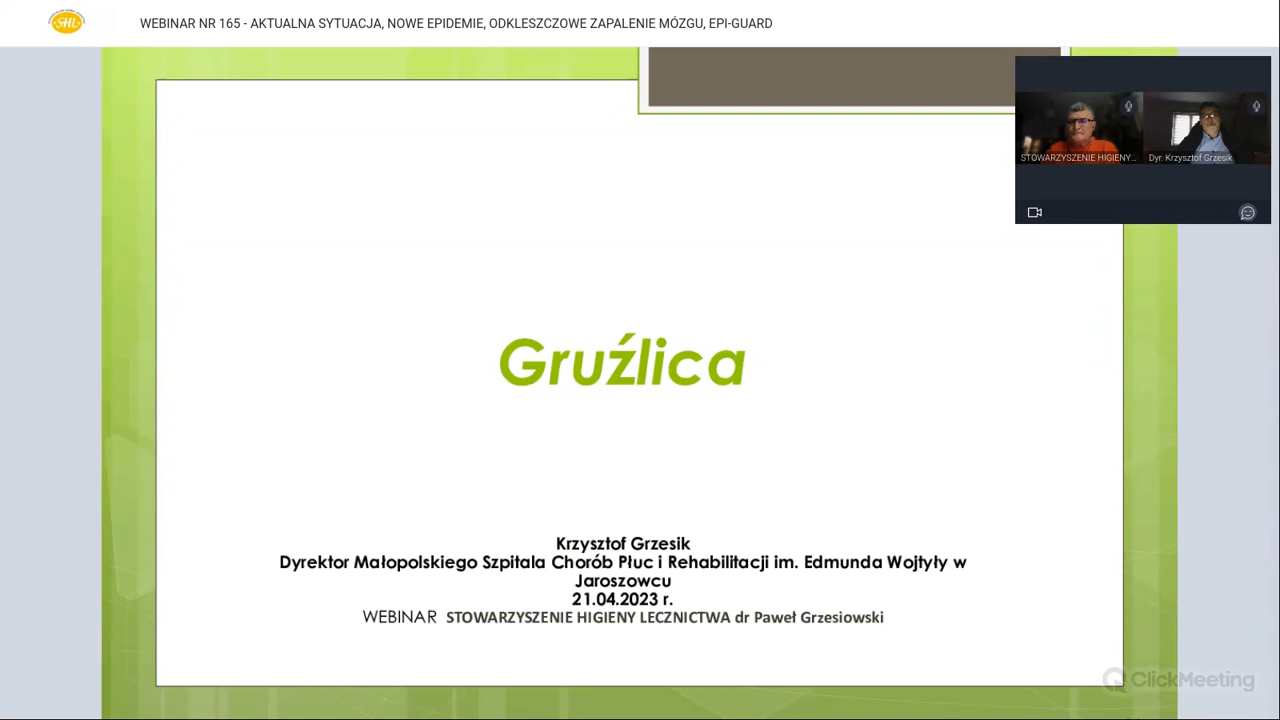 SHL
WEBINAR NR 165 - AKTUALNA SYTUACJA, NOWE EPIDEMIE, ODKLESZCZOWE ZAPALENIE MÓZGU, EPI-GUARD
STOWARZYSZENIE HIGIENY...
Dyr. Krzysztof Grzesik
Gruźlica
Krzysztof Grzesik
Dyrektor Małopolskiego Szpitala Chorób Płuc i Rehabilitacji im. Edmunda Wojtyły w
Jaroszowcu
21.04.2023 r.
WEBINAR STOWARZYSZENIE HIGIENY LECZNICTWA dr Paweł Grzesiowski
ClickMeeting